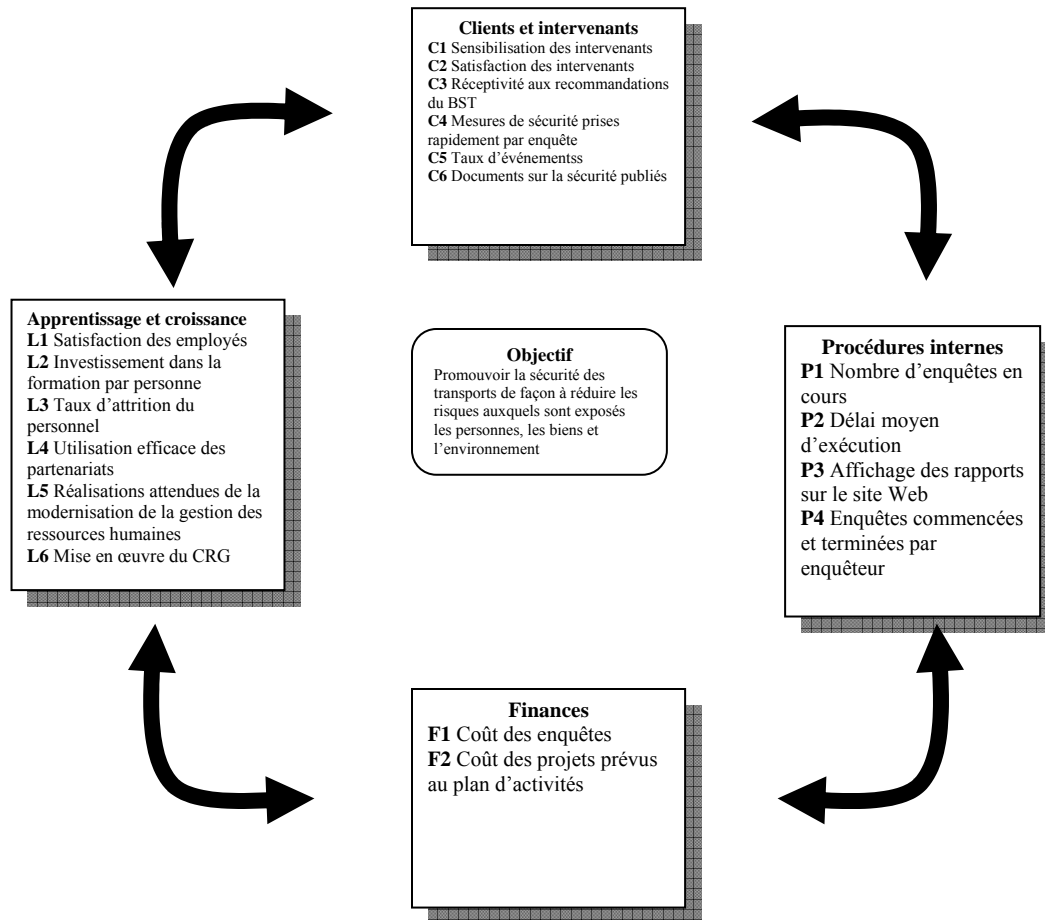 Clients et intervenants
C1 Sensibilisation des intervenants
C2 Satisfaction des intervenants
C3 Réceptivité aux recommandations
du BST
C4 Mesures de sécurité prises
rapidement par enquête
C5 Taux d'événementss
C6 Documents sur la sécurité publiés
Apprentissage et croissance
L1 Satisfaction des employés
L2 Investissement dans la
formation par personne
L3 Taux d'attrition du
personnel
L4 Utilisation efficace des
partenariats
L5 Réalisations attendues de la
modernisation de la gestion des
ressources humaines
L6 Mise en œuvre du CRG
Objectif
Promouvoir la sécurité des
transports de façon à réduire les
risques auxquels sont exposés
les personnes, les biens et
l'environnement
Procédures internes
P1 Nombre d'enquêtes en
cours
P2 Délai moyen
d'exécution
P3 Affichage des rapports
sur le site Web
P4 Enquêtes commencées
et terminées par
enquêteur
Finances
F1 Coût des enquêtes
F2 Coût des projets prévus
au plan d'activités